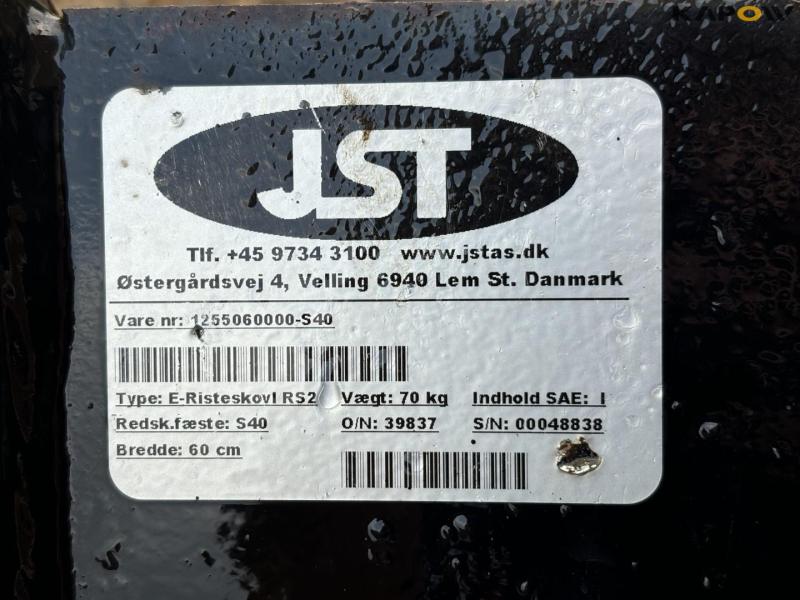 KAPOW
JST
Tlf. +45 9734 3100 www.jstas.dk
Østergårdsvej 4, Velling 6940 Lem St. Danmark
Vare nr: 1255060000-S40
Type: E-Risteskovl RS2 Vægt: 70 kg Indhold SAE: l
Redsk.fæste: S40 O/N: 39837 S/N: 00048838
Bredde: 60 cm